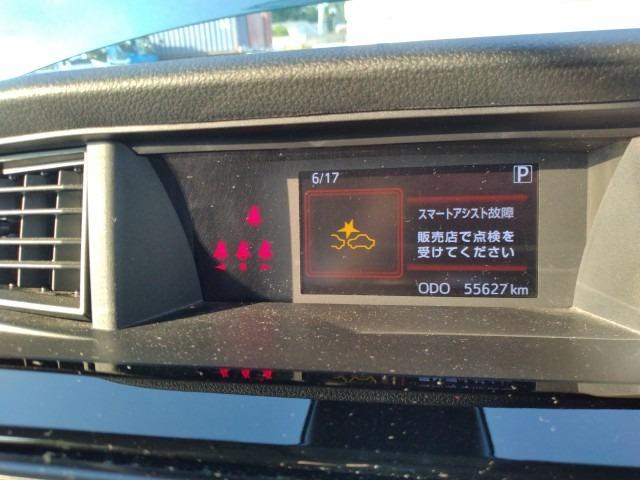 6/17 P
スマートアシスト故障
販売店で点検を
受けてください
ODO 55627 km